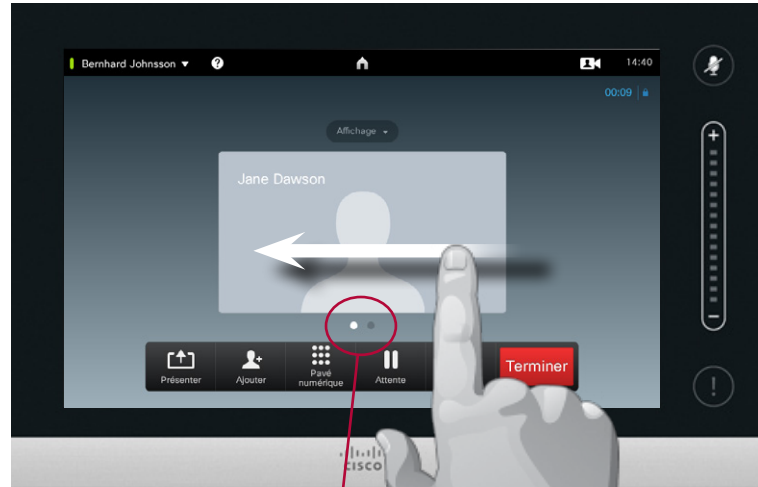 Bernhard Johnsson
?
14:40
00:09
Affichage
Jane Dawson
Présenter
Ajouter
Pavé
numérique
Attente
Terminer
+
−
!
CISCO